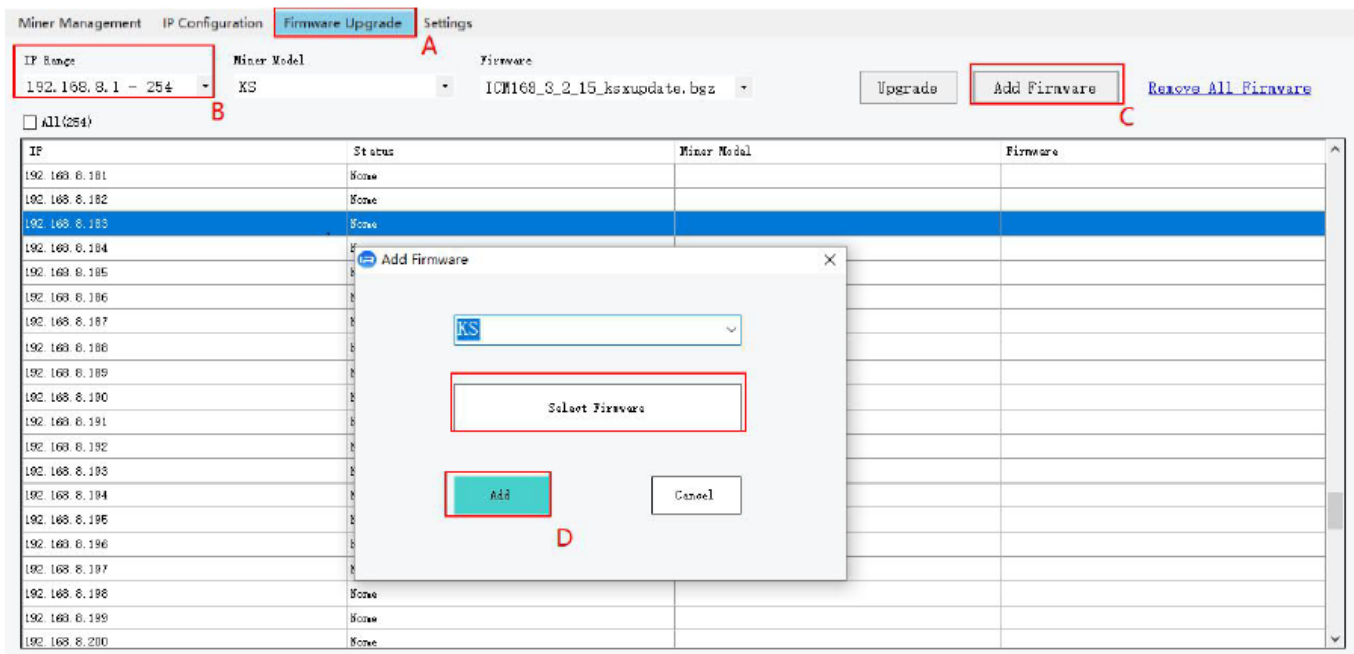 Miner Management IP Configuration Firmware Upgrade Settings
A
IP Range Miner Model Firmware
192.168.8.1 - 254 KS ICM168_3_2_15_ksxupdate.bgz Upgrade Add Firmware Remove All Firmware
B C
All(254)
IP Status Miner Model Firmware
192.168.8.181 None
192.168.8.182 None
192.168.8.183 None
192.168.8.184
192.168.8.185
192.168.8.186
192.168.8.187
192.168.8.188
192.168.8.189
192.168.8.190
192.168.8.191
192.168.8.192
192.168.8.193
192.168.8.194
192.168.8.195
192.168.8.196
192.168.8.197
192.168.8.198 None
192.168.8.199 None
192.168.8.200 None
Add Firmware
KS
Select Firmware
Add Cancel
D